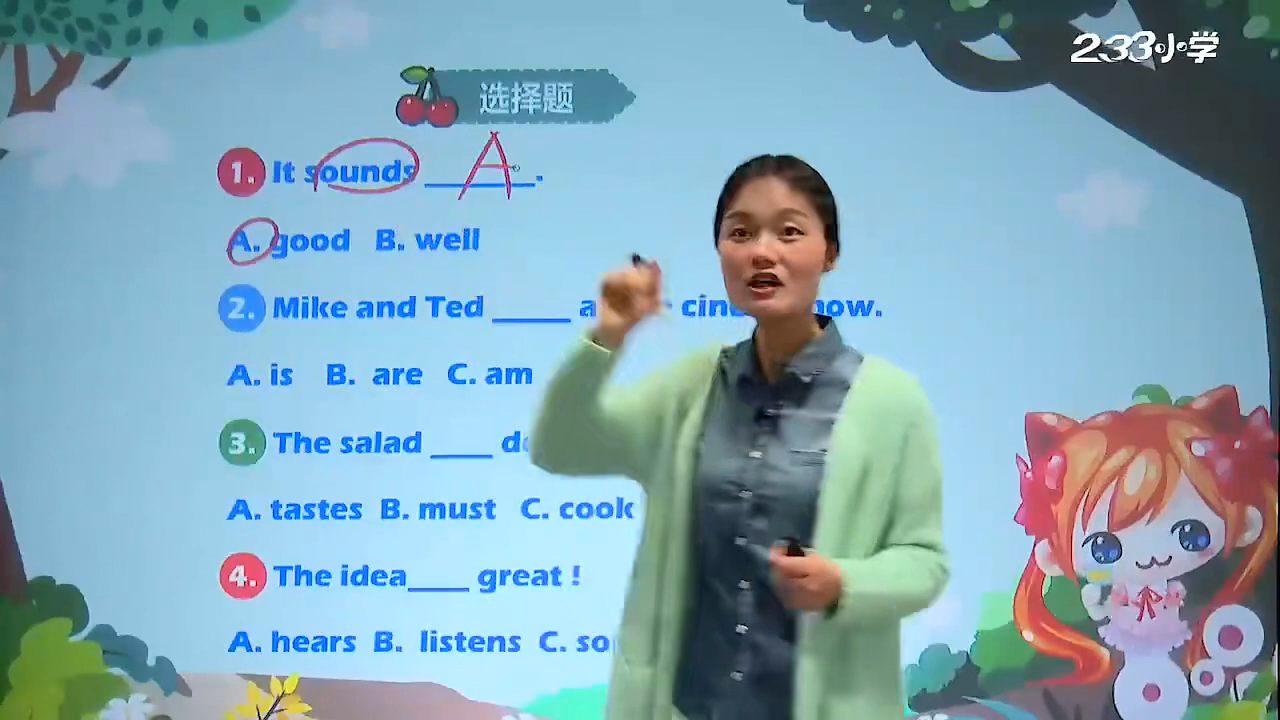 233小学
选择题
1. It sounds A.
A. good B. well
2. Mike and Ted _____ now.
A. is B. are C. am
3. The salad ____
A. tastes B. must C. cook
4. The idea____ great !
A. hears B. listens C.